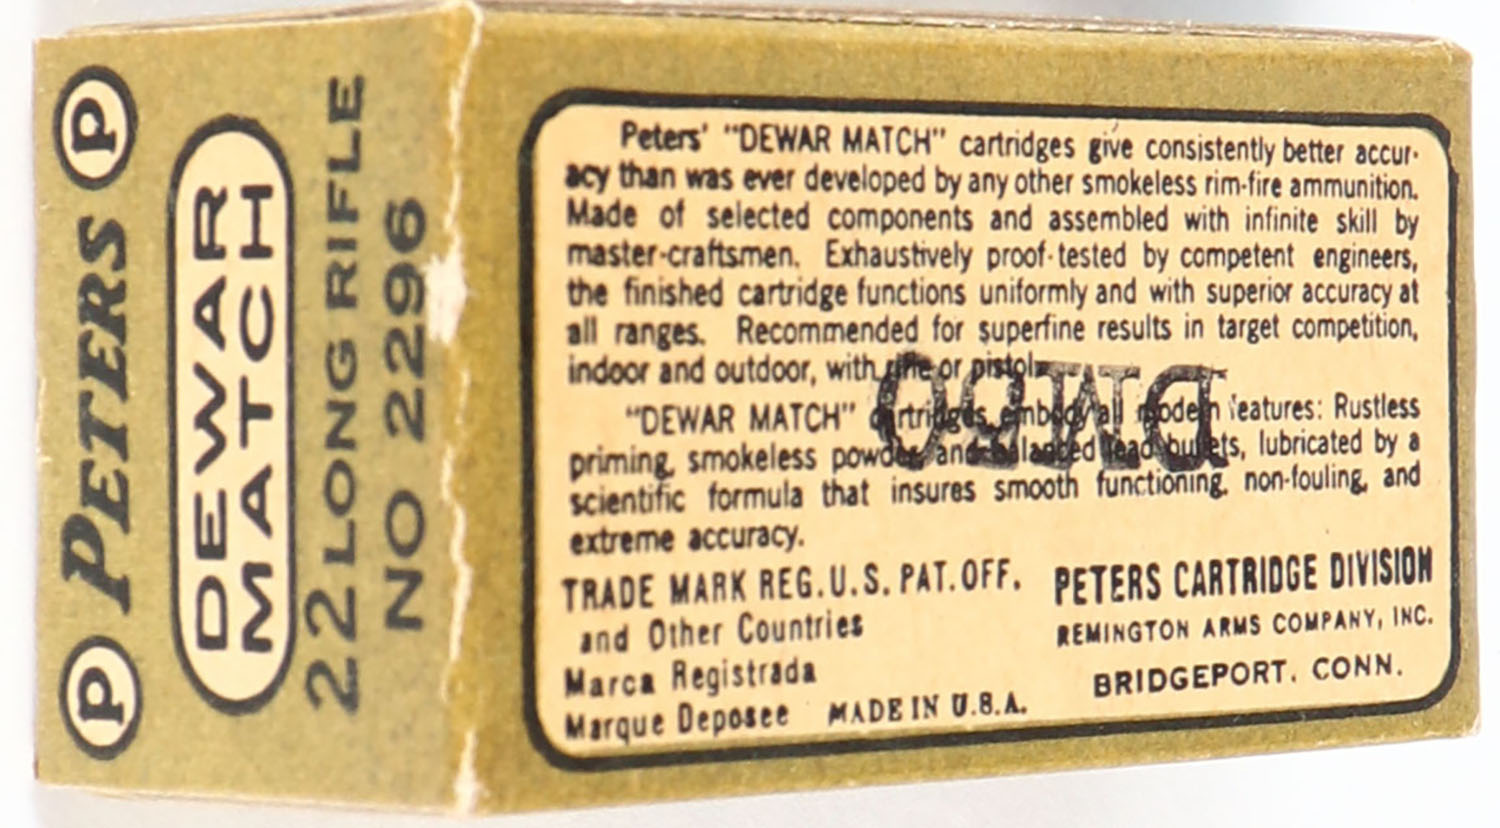 P PETERS P
DEWAR
MATCH
22 LONG RIFLE
NO 2296
Peters' "DEWAR MATCH" cartridges give consistently better accur-
acy than was ever developed by any other smokeless rim-fire ammunition.
Made of selected components and assembled with infinite skill by
master-craftsmen. Exhaustively proof-tested by competent engineers,
the finished cartridge functions uniformly and with superior accuracy at
all ranges. Recommended for superfine results in target competition,
indoor and outdoor, with rifle or pistol.
"DEWAR MATCH" cartridges embody all modern features: Rustless
priming, smokeless powder, and balanced lead bullets, lubricated by a
scientific formula that insures smooth functioning, non-fouling, and
extreme accuracy.
TRADE MARK REG. U.S. PAT. OFF.
and Other Countries
Marca Registrada
Marque Deposee MADE IN U.S.A.
PETERS CARTRIDGE DIVISION
REMINGTON ARMS COMPANY, INC.
BRIDGEPORT, CONN.